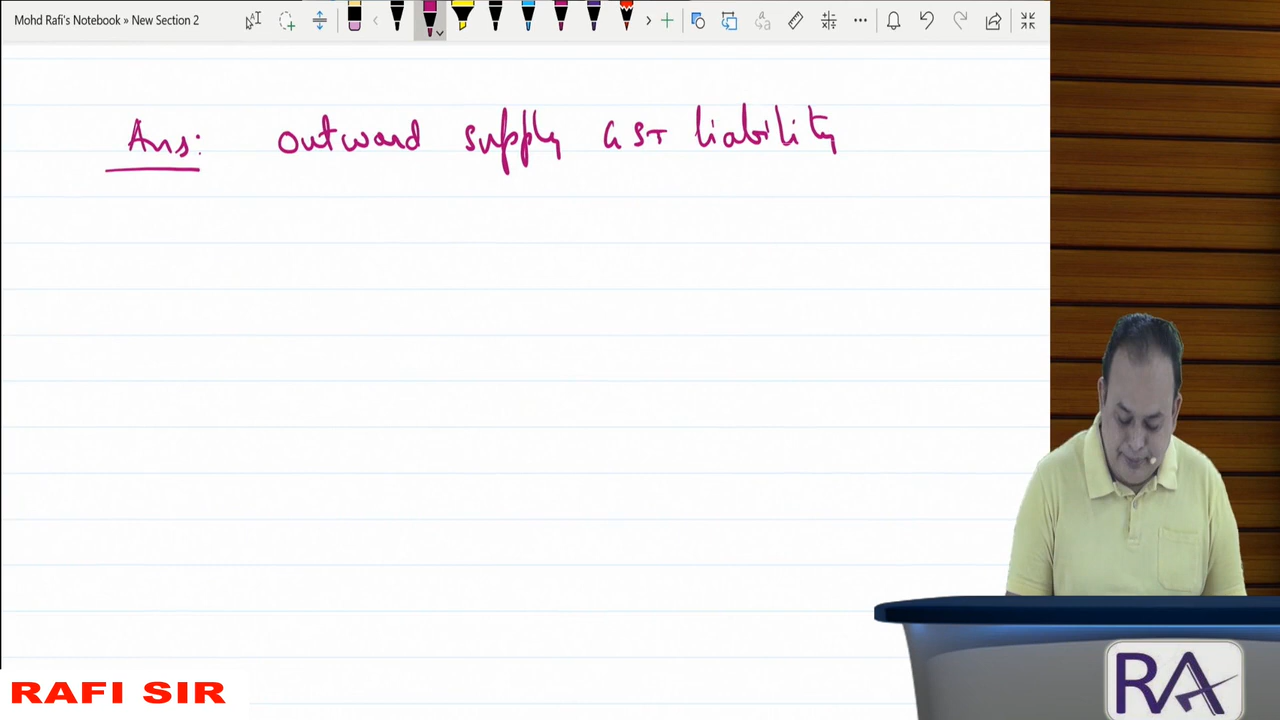 Mohd Rafi's Notebook » New Section 2
Ans: Outward supply GST liability
RAFI SIR
RA